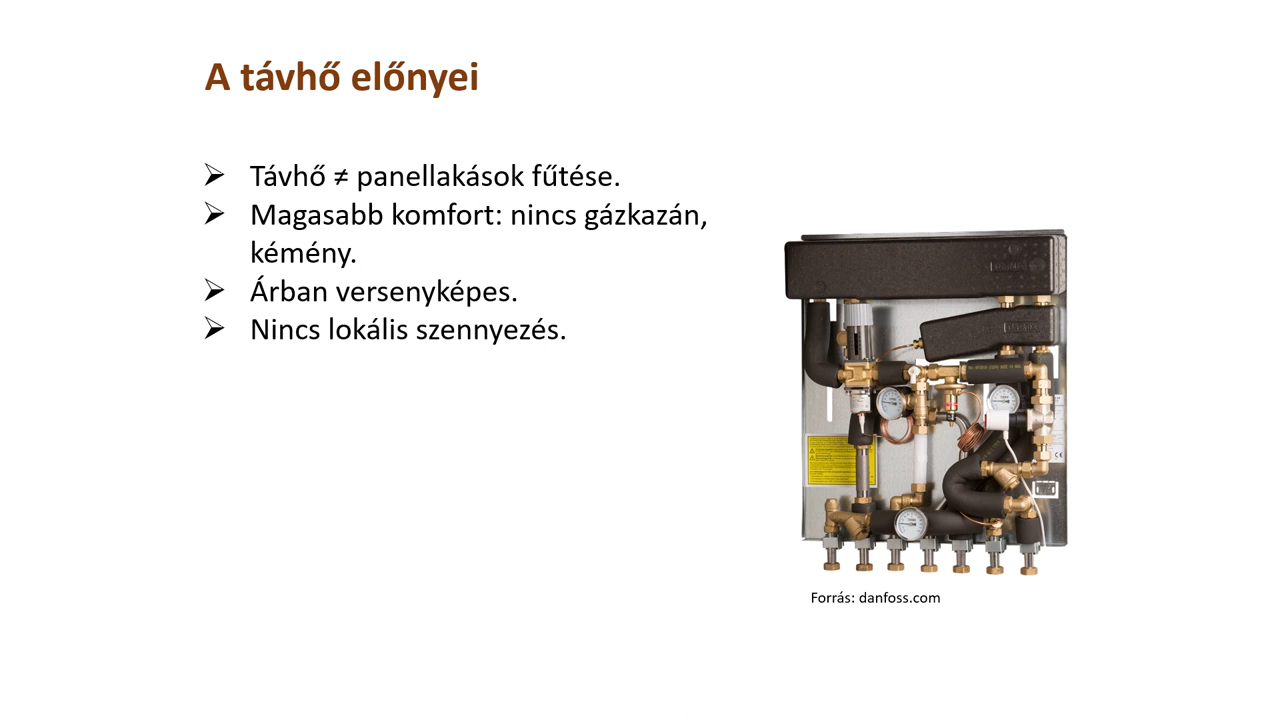 A távhő előnyei
Távhő ≠ panellakások fűtése.
Magasabb komfort: nincs gázkazán,
kémény.
Árban versenyképes.
Nincs lokális szennyezés.
Forrás: danfoss.com